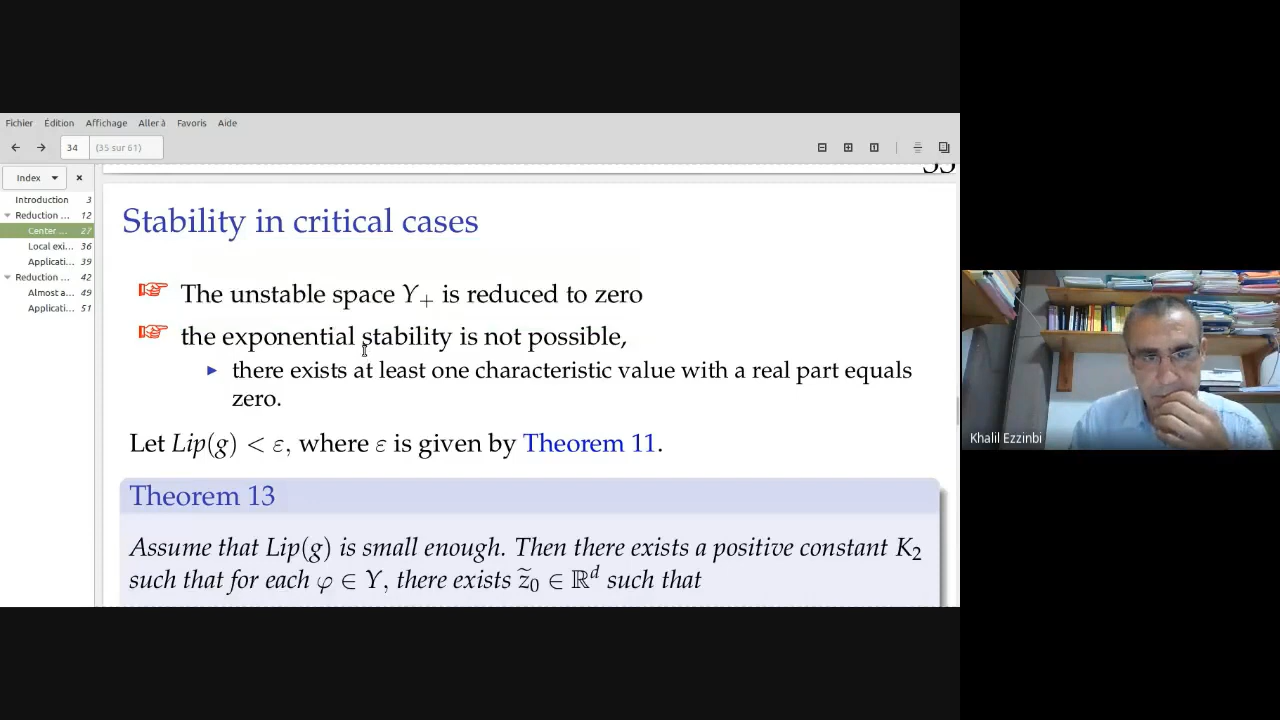 Fichier Édition Affichage Aller à Favoris Aide
34 (35 sur 61)
Index
Introduction 3
Reduction ... 12
Center ... 27
Local exi... 36
Applicati... 39
Reduction ... 42
Almost a... 49
Applicati... 51
Stability in critical cases
The unstable space Y₊ is reduced to zero
the exponential stability is not possible,
there exists at least one characteristic value with a real part equals
zero.
Let Lip(g) < ε, where ε is given by Theorem 11.
Theorem 13
Assume that Lip(g) is small enough. Then there exists a positive constant K₂
such that for each φ ∈ Y, there exists z̃₀ ∈ ℝᵈ such that
Khalil Ezzinbi